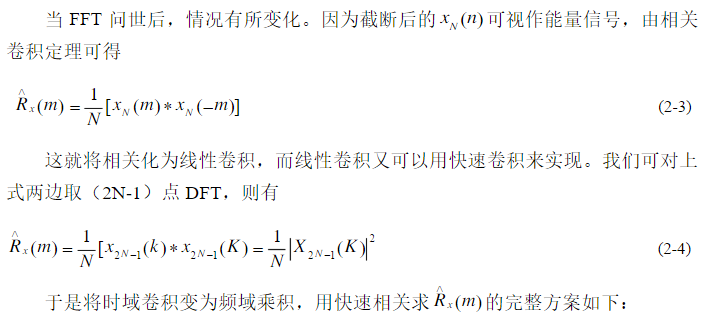 当 FFT 问世后，情况有所变化。因为截断后的 $x_N(n)$ 可视作能量信号，由相关
卷积定理可得
$\hat{R}_x(m) = \frac{1}{N}[x_N(m) * x_N(-m)]$ (2-3)
这就将相关化为线性卷积，而线性卷积又可以用快速卷积来实现。我们可对上
式两边取（2N-1）点 DFT，则有
$\hat{R}_x(m) = \frac{1}{N}[x_{2N-1}(k) * x_{2N-1}(K) = \frac{1}{N}\left|X_{2N-1}(K)\right|^2$ (2-4)
于是将时域卷积变为频域乘积，用快速相关求 $\hat{R}_x(m)$ 的完整方案如下：